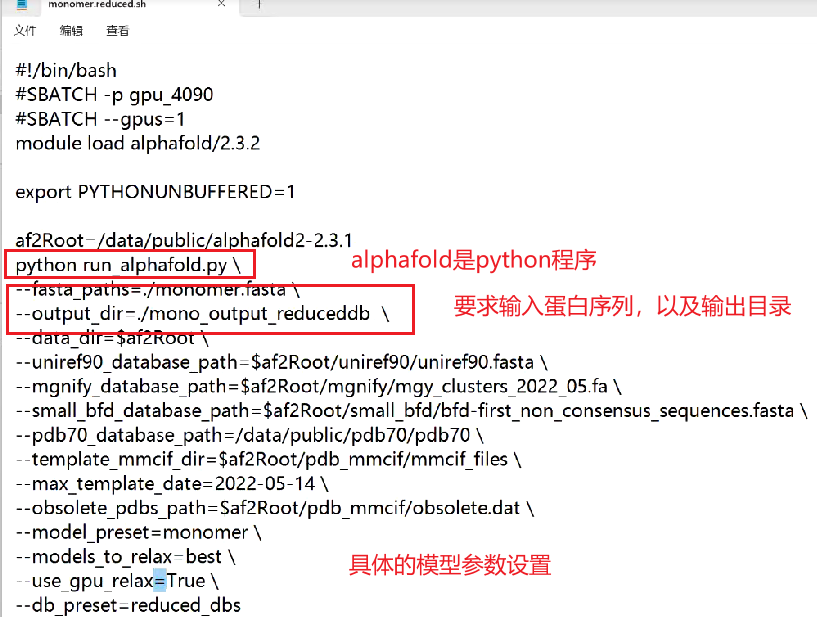 monomer.reduced.sh
文件 编辑 查看
#!/bin/bash
#SBATCH -p gpu_4090
#SBATCH --gpus=1
module load alphafold/2.3.2
export PYTHONUNBUFFERED=1
af2Root=/data/public/alphafold2-2.3.1
python run_alphafold.py \ alphafold是python程序
--fasta_paths=./monomer.fasta \
--output_dir=./mono_output_reduceddb \ 要求输入蛋白序列，以及输出目录
--data_dir=$af2Root \
--uniref90_database_path=$af2Root/uniref90/uniref90.fasta \
--mgnify_database_path=$af2Root/mgnify/mgy_clusters_2022_05.fa \
--small_bfd_database_path=$af2Root/small_bfd/bfd-first_non_consensus_sequences.fasta \
--pdb70_database_path=/data/public/pdb70/pdb70 \
--template_mmcif_dir=$af2Root/pdb_mmcif/mmcif_files \
--max_template_date=2022-05-14 \
--obsolete_pdbs_path=Saf2Root/pdb_mmcif/obsolete.dat \
--model_preset=monomer \
--models_to_relax=best \ 具体的模型参数设置
--use_gpu_relax=True \
--db_preset=reduced_dbs